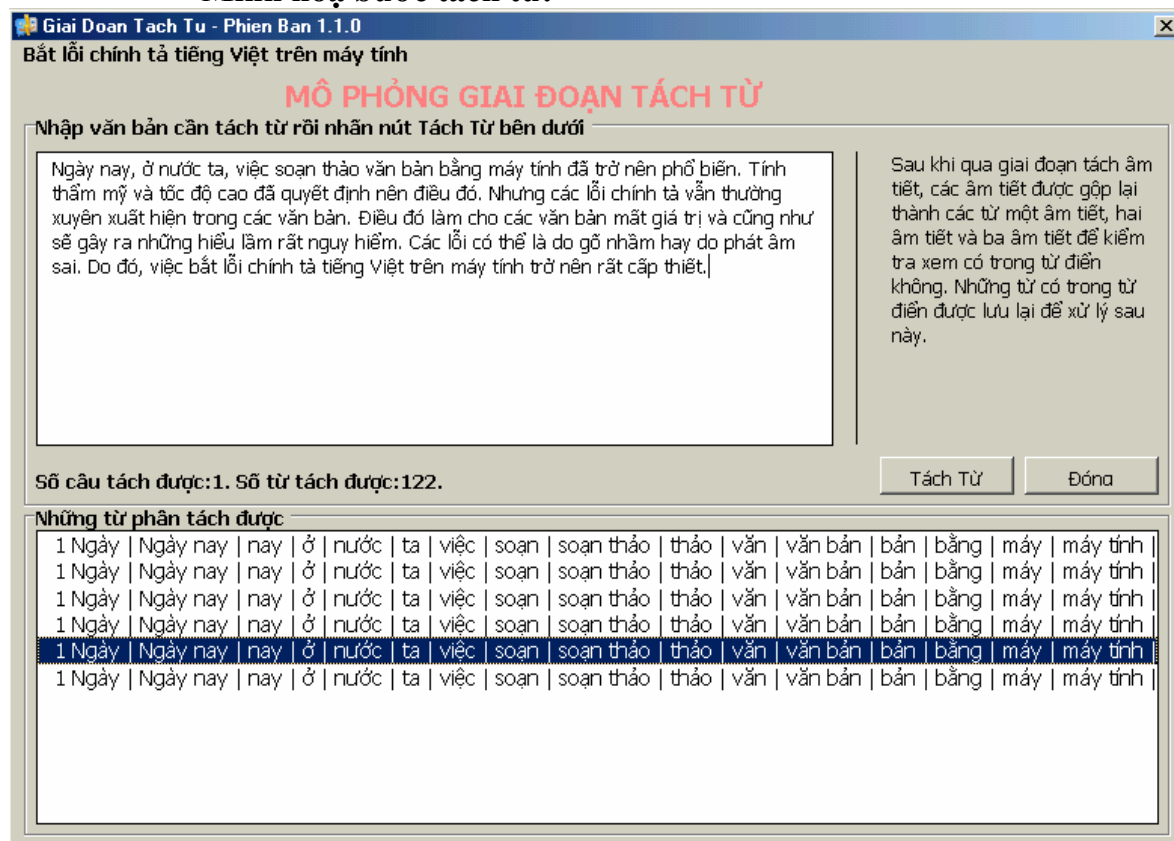 Minh hoạ bước tách từ:
Giai Doan Tach Tu - Phien Ban 1.1.0
Bắt lỗi chính tả tiếng Việt trên máy tính
MÔ PHỎNG GIAI ĐOẠN TÁCH TỪ
Nhập văn bản cần tách từ rồi nhấn nút Tách Từ bên dưới
Ngày nay, ở nước ta, việc soạn thảo văn bản bằng máy tính đã trở nên phổ biến. Tính
thẩm mỹ và tốc độ cao đã quyết định nên điều đó. Nhưng các lỗi chính tả vẫn thường
xuyên xuất hiện trong các văn bản. Điều đó làm cho các văn bản mất giá trị và cũng như
sẽ gây ra những hiểu lầm rất nguy hiểm. Các lỗi có thể là do gõ nhầm hay do phát âm
sai. Do đó, việc bắt lỗi chính tả tiếng Việt trên máy tính trở nên rất cấp thiết.
Sau khi qua giai đoạn tách âm
tiết, các âm tiết được gộp lại
thành các từ một âm tiết, hai
âm tiết và ba âm tiết để kiểm
tra xem có trong từ điển
không. Những từ có trong từ
điển được lưu lại để xử lý sau
này.
Số câu tách được:1. Số từ tách được:122.
Tách Từ
Đóng
Những từ phân tách được
1 Ngày | Ngày nay | nay | ở | nước | ta | việc | soạn | soạn thảo | thảo | văn | văn bản | bản | bằng | máy | máy tính |
1 Ngày | Ngày nay | nay | ở | nước | ta | việc | soạn | soạn thảo | thảo | văn | văn bản | bản | bằng | máy | máy tính |
1 Ngày | Ngày nay | nay | ở | nước | ta | việc | soạn | soạn thảo | thảo | văn | văn bản | bản | bằng | máy | máy tính |
1 Ngày | Ngày nay | nay | ở | nước | ta | việc | soạn | soạn thảo | thảo | văn | văn bản | bản | bằng | máy | máy tính |
1 Ngày | Ngày nay | nay | ở | nước | ta | việc | soạn | soạn thảo | thảo | văn | văn bản | bản | bằng | máy | máy tính |
1 Ngày | Ngày nay | nay | ở | nước | ta | việc | soạn | soạn thảo | thảo | văn | văn bản | bản | bằng | máy | máy tính |